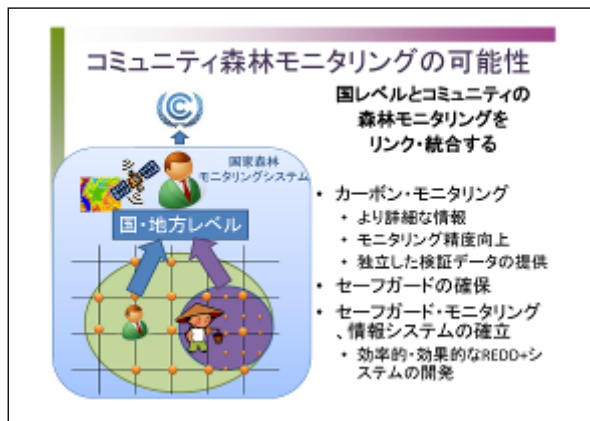 コミュニティ森林モニタリングの可能性
国家森林
モニタリングシステム
国・地方レベル
国レベルとコミュニティの
森林モニタリングを
リンク・統合する
• カーボン・モニタリング
• より詳細な情報
• モニタリング精度向上
• 独立した検証データの提供
• セーフガードの確保
• セーフガード・モニタリング
、情報システムの確立
• 効率的・効果的なREDD+シ
ステムの開発